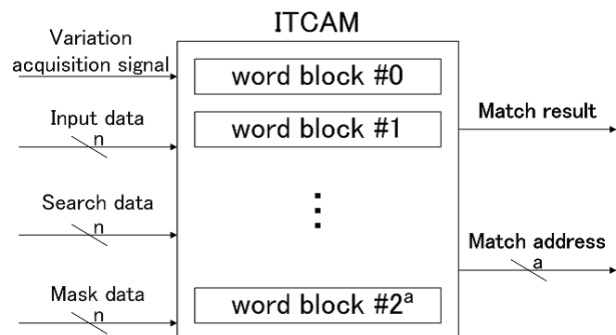 ITCAM
Variation
acquisition signal
word block #0
Input data
n
word block #1
Match result
Search data
n
Match address
a
Mask data
n
word block #2ᵃ